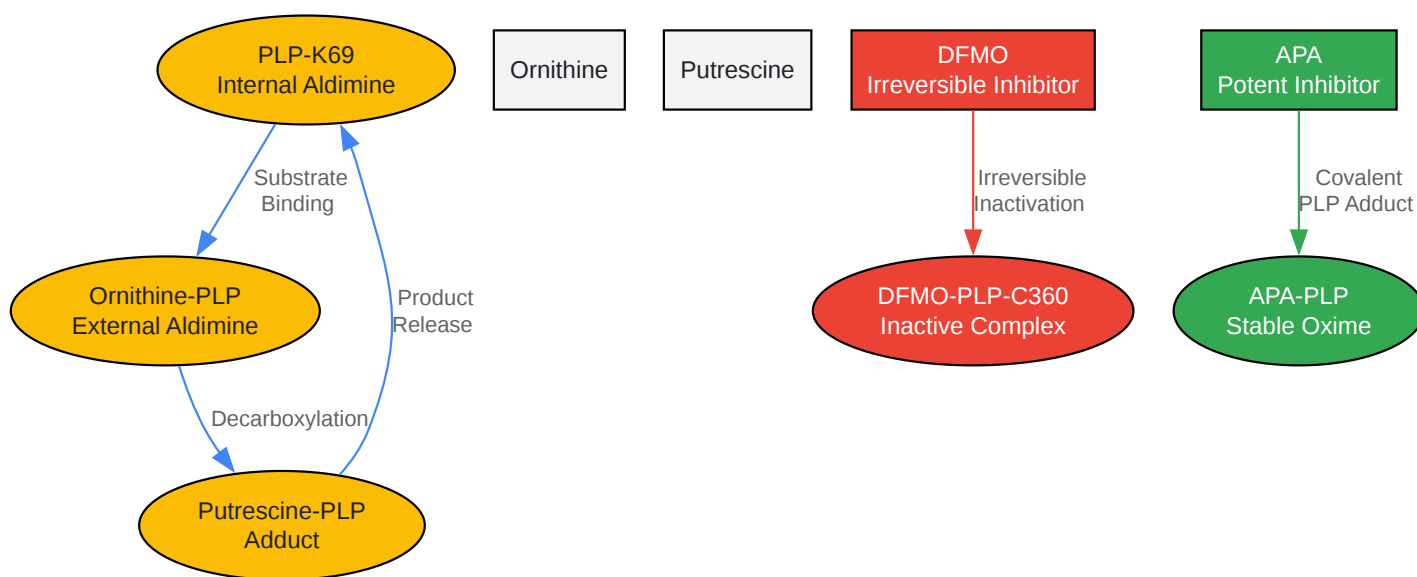 PLP-K69
Internal Aldimine
Ornithine
Putrescine
DFMO
Irreversible Inhibitor
APA
Potent Inhibitor
Substrate
Binding
Irreversible
Inactivation
Covalent
PLP Adduct
Ornithine-PLP
External Aldimine
Product
Release
DFMO-PLP-C360
Inactive Complex
APA-PLP
Stable Oxime
Decarboxylation
Putrescine-PLP
Adduct